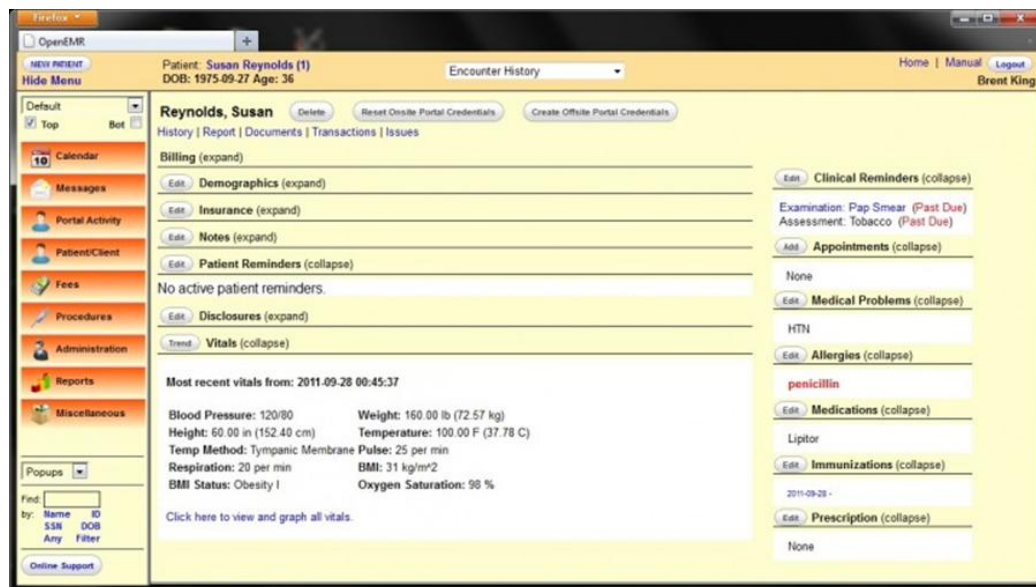 Firefox
OpenEMR
+
NEW PATIENT
Hide Menu
Patient: Susan Reynolds (1)
DOB: 1975-09-27 Age: 36
Encounter History
Home | Manual Logout
Brent King
Default
Top Bot
Calendar
10
Messages
Portal Activity
Patient/Client
Fees
Procedures
Administration
Reports
Miscellaneous
Popups
Find:
by: Name ID
SSN DOB
Any Filter
Online Support
Reynolds, Susan Delete Reset Onsite Portal Credentials Create Offsite Portal Credentials
History | Report | Documents | Transactions | Issues
Billing (expand)
Edit Demographics (expand)
Edit Insurance (expand)
Edit Notes (expand)
Edit Patient Reminders (collapse)
No active patient reminders.
Edit Disclosures (expand)
Trend Vitals (collapse)
Most recent vitals from: 2011-09-28 00:45:37
Blood Pressure: 120/80 Weight: 160.00 lb (72.57 kg)
Height: 60.00 in (152.40 cm) Temperature: 100.00 F (37.78 C)
Temp Method: Tympanic Membrane Pulse: 25 per min
Respiration: 20 per min BMI: 31 kg/m^2
BMI Status: Obesity I Oxygen Saturation: 98 %
Click here to view and graph all vitals.
Edit Clinical Reminders (collapse)
Examination: Pap Smear (Past Due)
Assessment: Tobacco (Past Due)
Add Appointments (collapse)
None
Edit Medical Problems (collapse)
HTN
Edit Allergies (collapse)
penicillin
Edit Medications (collapse)
Lipitor
Edit Immunizations (collapse)
2011-09-28 -
Edit Prescription (collapse)
None